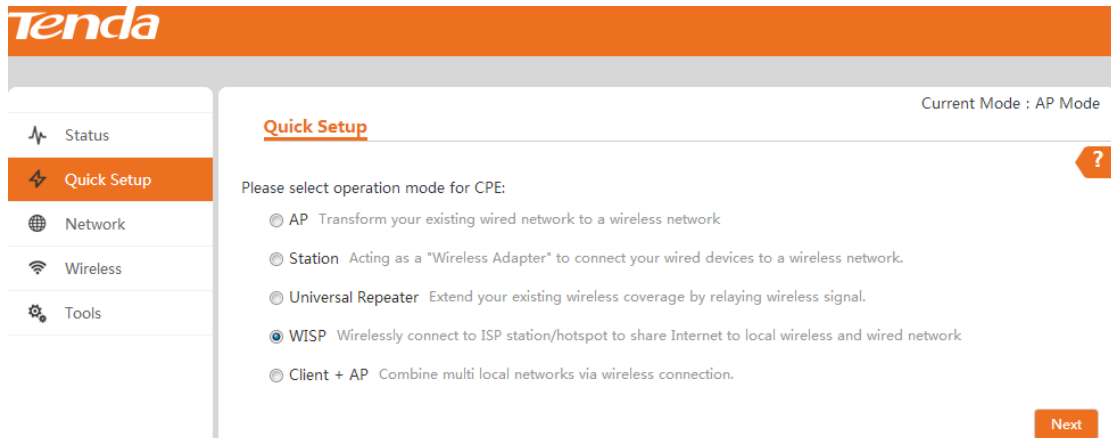 Tenda
Current Mode : AP Mode
Status
Quick Setup
Network
Wireless
Tools
Quick Setup
?
Please select operation mode for CPE:
AP Transform your existing wired network to a wireless network
Station Acting as a "Wireless Adapter" to connect your wired devices to a wireless network.
Universal Repeater Extend your existing wireless coverage by relaying wireless signal.
WISP Wirelessly connect to ISP station/hotspot to share Internet to local wireless and wired network
Client + AP Combine multi local networks via wireless connection.
Next